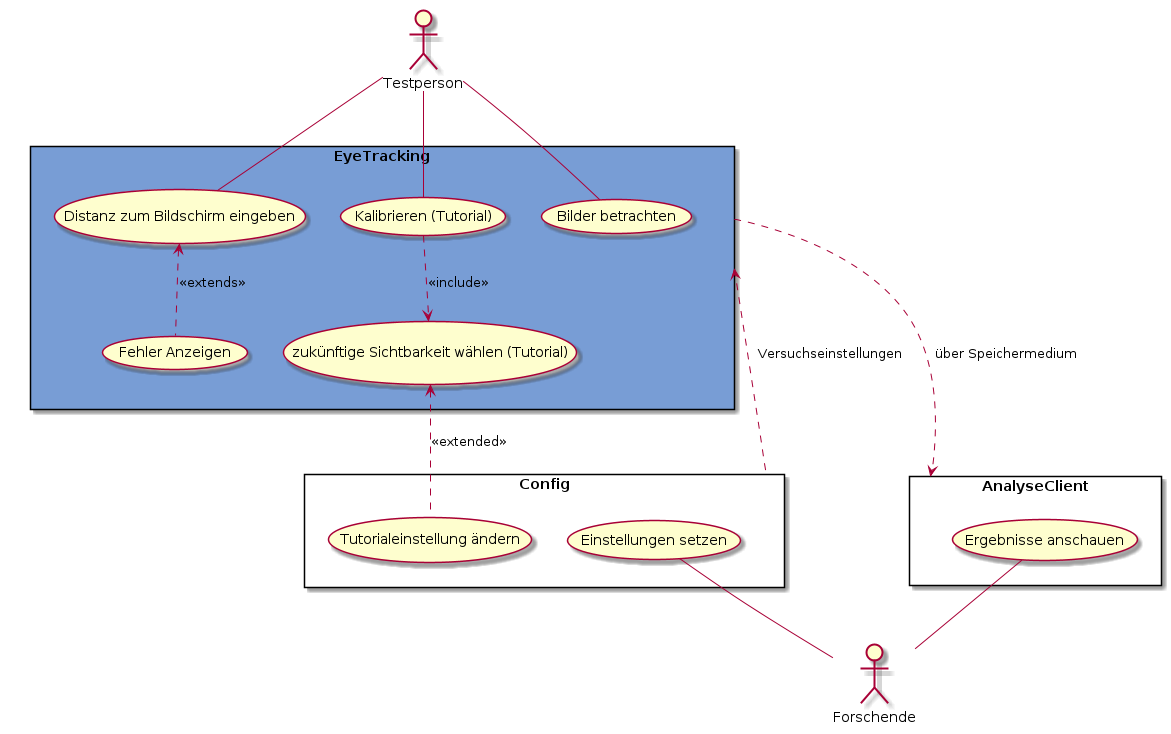 Testperson
EyeTracking
Distanz zum Bildschirm eingeben
Kalibrieren (Tutorial)
Bilder betrachten
«extends»
«include»
Fehler Anzeigen
zukünftige Sichtbarkeit wählen (Tutorial)
Versuchseinstellungen
über Speichermedium
«extended»
Config
AnalyseClient
Tutorialeinstellung ändern
Einstellungen setzen
Ergebnisse anschauen
Forschende